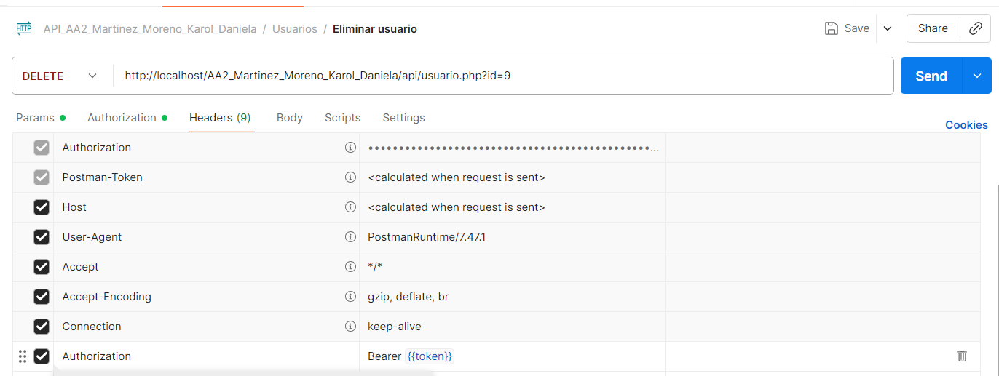 HTTP API_AA2_Martinez_Moreno_Karol_Daniela / Usuarios / Eliminar usuario Save Share
DELETE http://localhost/AA2_Martinez_Moreno_Karol_Daniela/api/usuario.php?id=9 Send
Params Authorization Headers (9) Body Scripts Settings Cookies
Authorization ••••••••••••••••••••••••••••••••••••••••••••••...
Postman-Token <calculated when request is sent>
Host <calculated when request is sent>
User-Agent PostmanRuntime/7.47.1
Accept */*
Accept-Encoding gzip, deflate, br
Connection keep-alive
Authorization Bearer {{token}}